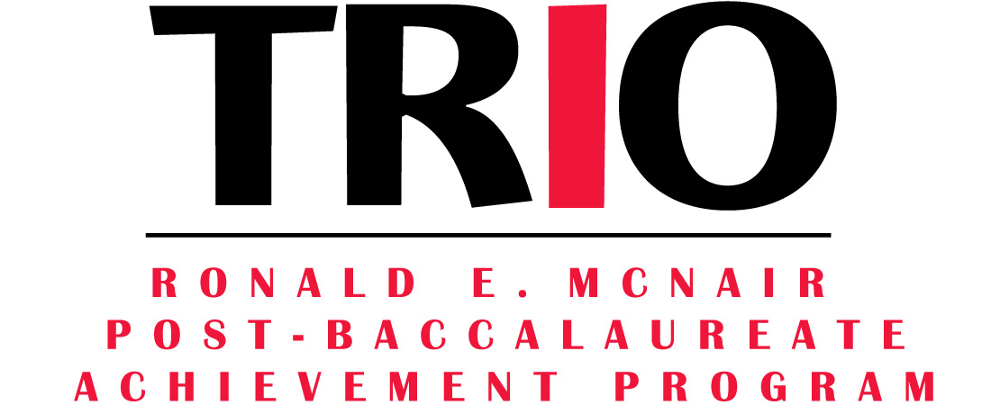 TRIO
RONALD E. MCNAIR
POST-BACCALAUREATE
ACHIEVEMENT PROGRAM